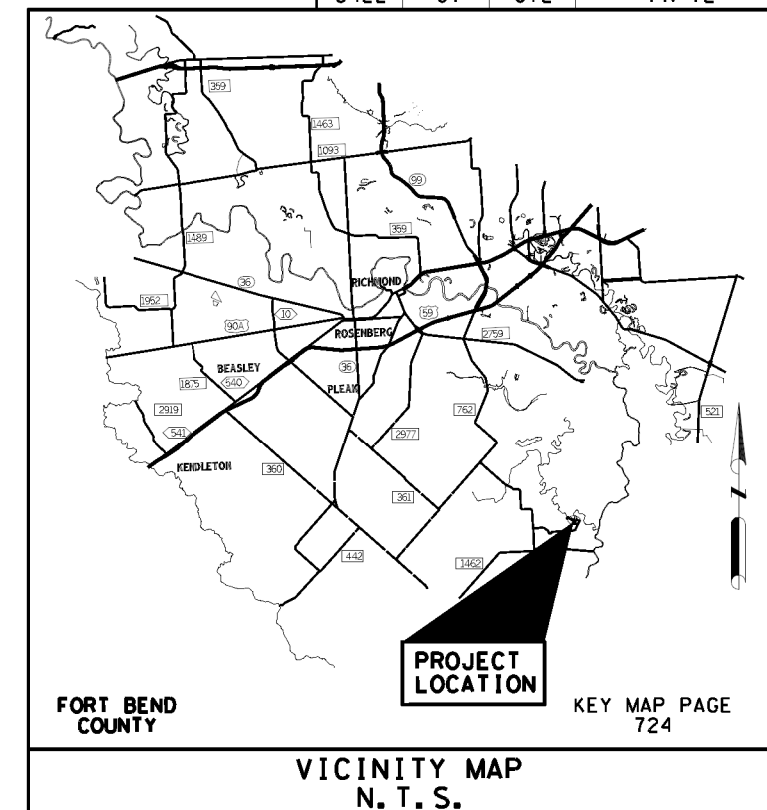 359
1463
1093
99
1489
359
36
RICHMOND
1952
10
59
90A
ROSENBERG
2759
BEASLEY
36
1875
540
PLEAK
2919
762
521
541
2977
KENDLETON
360
361
N
442
1462
PROJECT
LOCATION
FORT BEND
COUNTY
KEY MAP PAGE
724
VICINITY MAP
N.T.S.